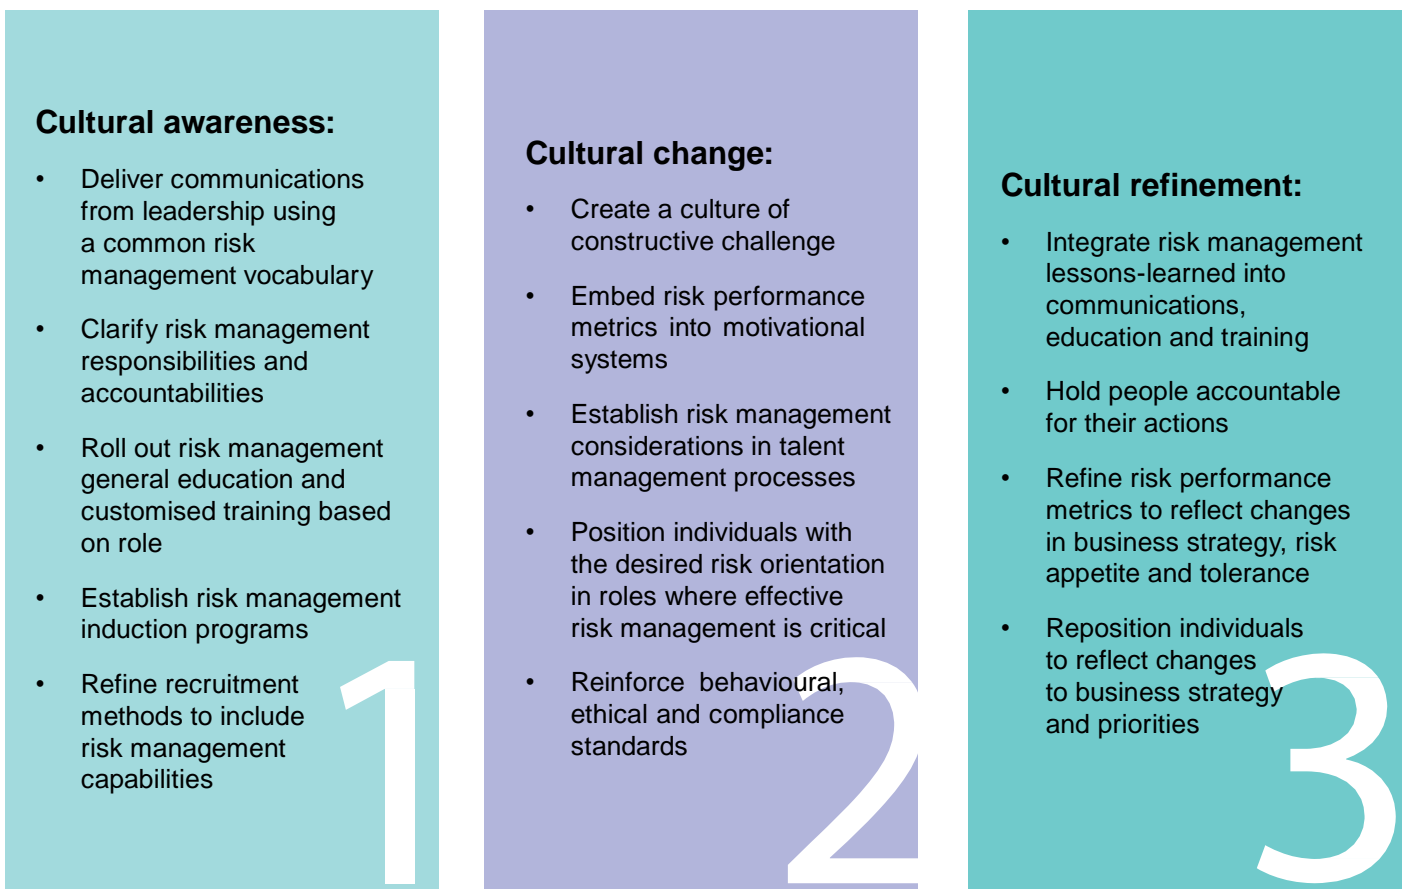 Cultural awareness:
• Deliver communications
from leadership using
a common risk
management vocabulary
• Clarify risk management
responsibilities and
accountabilities
• Roll out risk management
general education and
customised training based
on role
• Establish risk management
induction programs
• Refine recruitment
methods to include
risk management
capabilities
1
Cultural change:
• Create a culture of
constructive challenge
• Embed risk performance
metrics into motivational
systems
• Establish risk management
considerations in talent
management processes
• Position individuals with
the desired risk orientation
in roles where effective
risk management is critical
• Reinforce behavioural,
ethical and compliance
standards
2
Cultural refinement:
• Integrate risk management
lessons-learned into
communications,
education and training
• Hold people accountable
for their actions
• Refine risk performance
metrics to reflect changes
in business strategy, risk
appetite and tolerance
• Reposition individuals
to reflect changes
to business strategy
and priorities
3